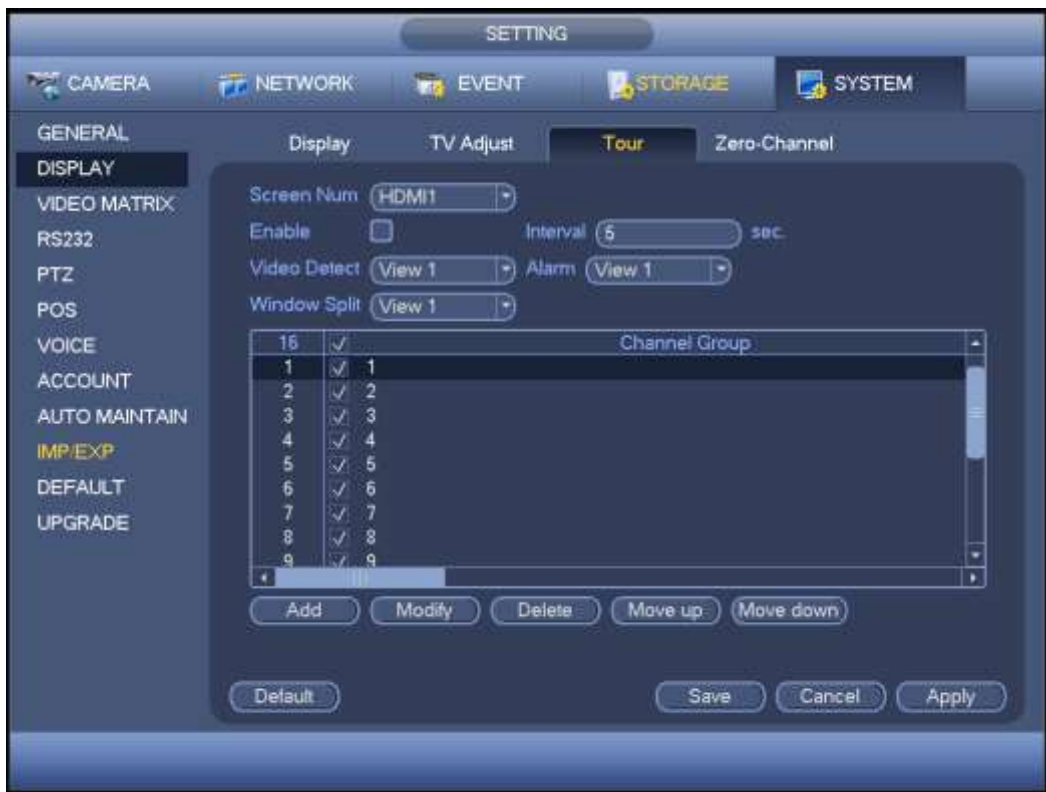 SETTING
CAMERA NETWORK EVENT STORAGE SYSTEM
GENERAL
DISPLAY
VIDEO MATRIX
RS232
PTZ
POS
VOICE
ACCOUNT
AUTO MAINTAIN
IMP/EXP
DEFAULT
UPGRADE
Display TV Adjust Tour Zero-Channel
Screen Num HDMI1
Enable Interval 5 sec.
Video Detect View 1 Alarm View 1
Window Split View 1
16 Channel Group
1 1
2 2
3 3
4 4
5 5
6 6
7 7
8 8
9 9
Add Modify Delete Move up Move down
Default Save Cancel Apply